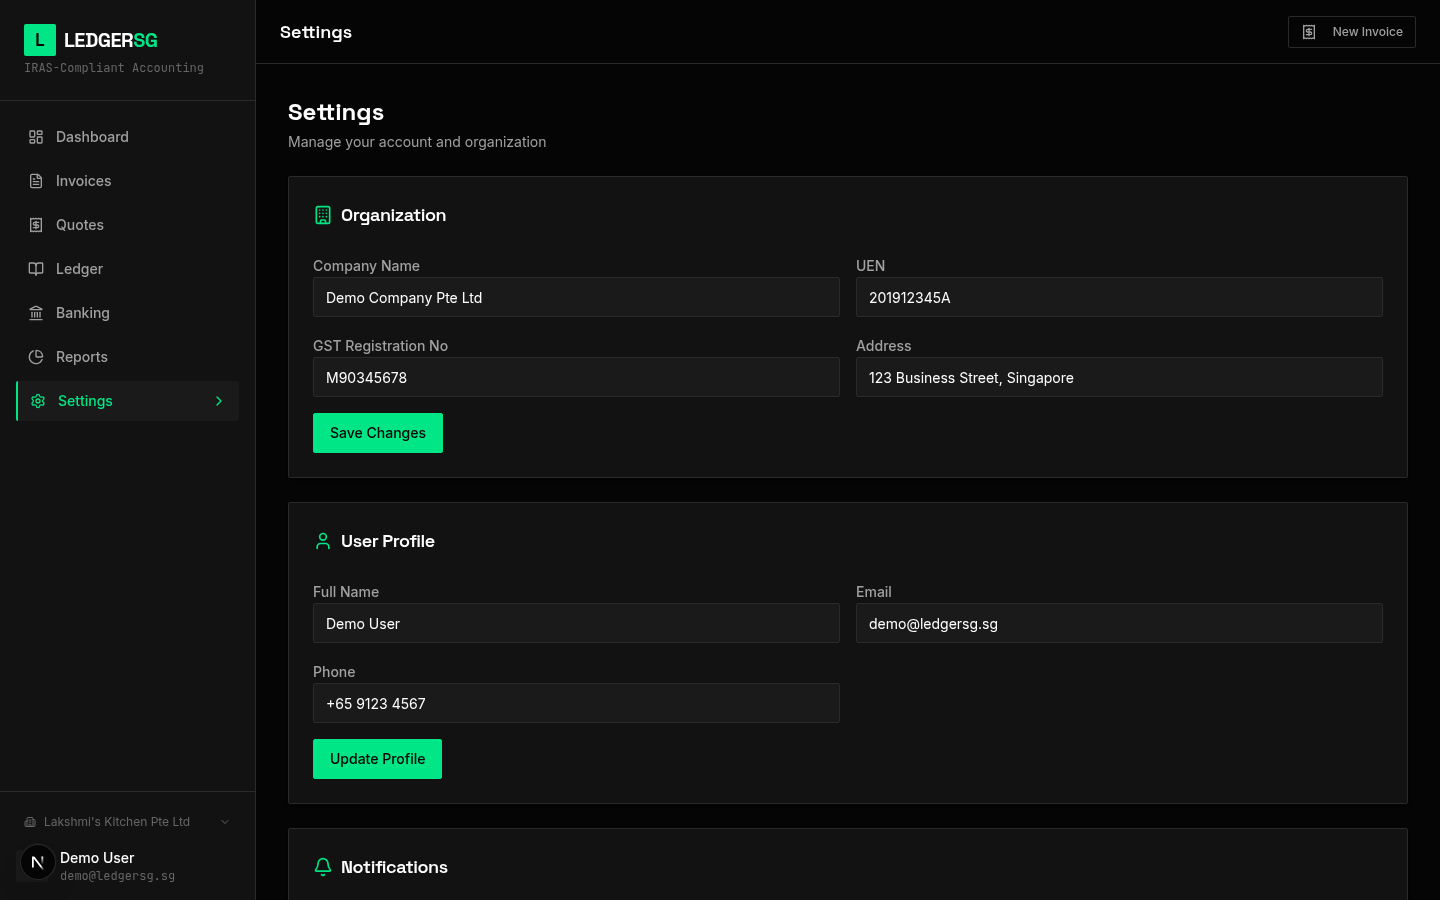 L LEDGERSG
IRAS-Compliant Accounting
Dashboard
Invoices
Quotes
Ledger
Banking
Reports
Settings
Lakshmi's Kitchen Pte Ltd
N
Demo User
demo@ledgersg.sg
Settings
New Invoice
Settings
Manage your account and organization
Organization
Company Name
Demo Company Pte Ltd
UEN
201912345A
GST Registration No
M90345678
Address
123 Business Street, Singapore
Save Changes
User Profile
Full Name
Demo User
Email
demo@ledgersg.sg
Phone
+65 9123 4567
Update Profile
Notifications